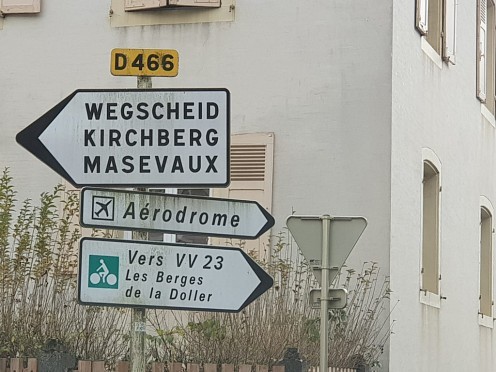 D466
WEGSCHEID
KIRCHBERG
MASEVAUX
Aérodrome
Vers VV 23
Les Berges
de la Doller